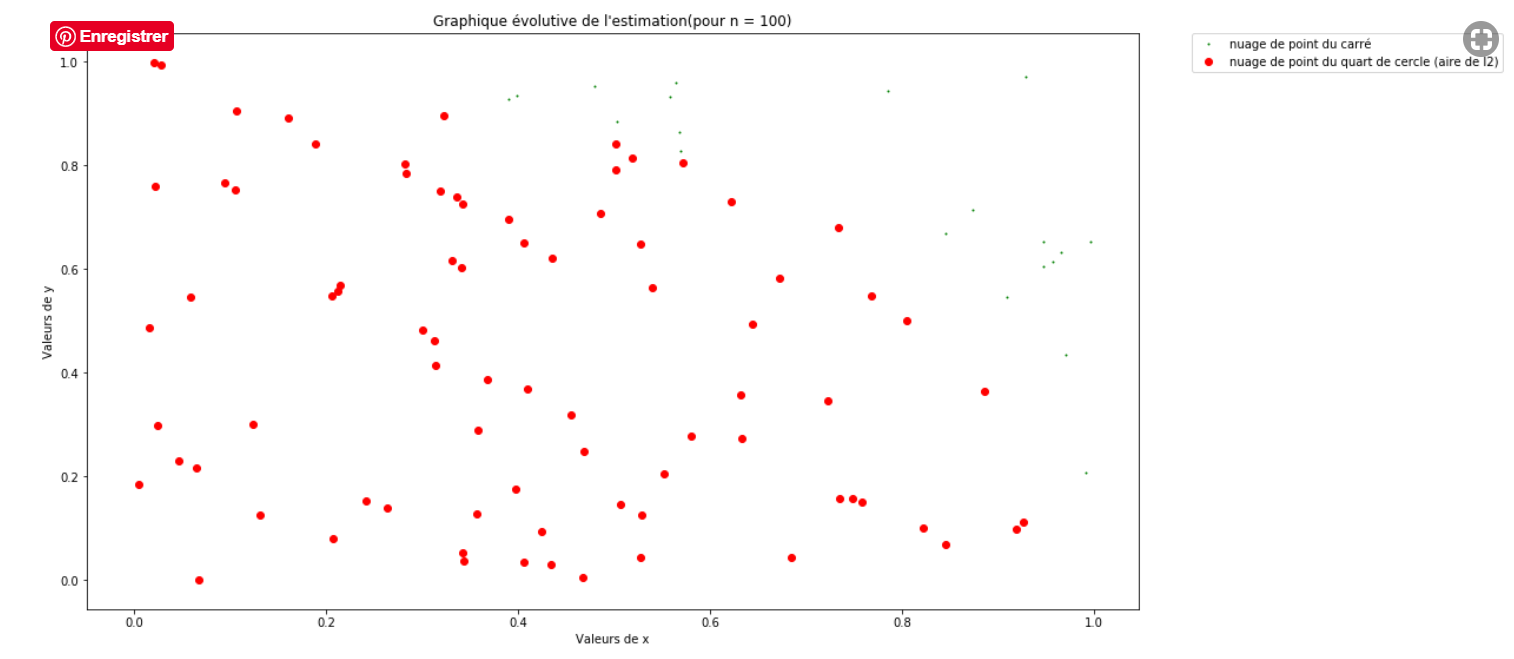 Graphique évolutive de l'estimation(pour n = 100)
Enregistrer
nuage de point du carré
nuage de point du quart de cercle (aire de l2)
1.0
0.8
0.6
0.4
0.2
0.0
Valeurs de y
0.0 0.2 0.4 0.6 0.8 1.0
Valeurs de x